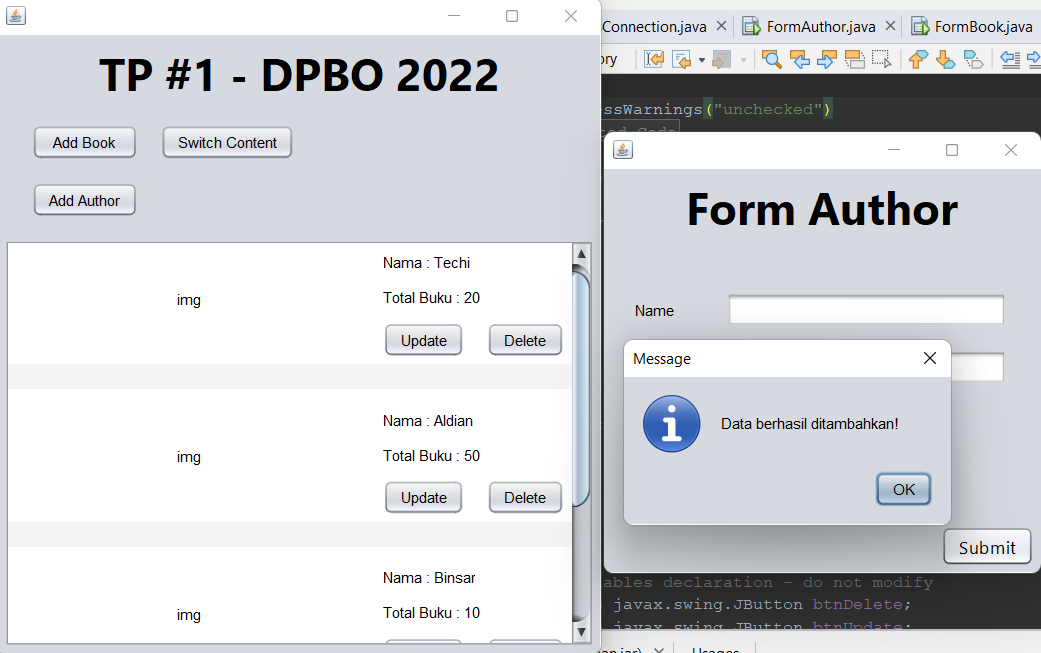 TP #1 - DPBO 2022
Add Book
Switch Content
Add Author
img
Nama : Techi
Total Buku : 20
Update
Delete
img
Nama : Aldian
Total Buku : 50
Update
Delete
img
Nama : Binsar
Total Buku : 10
Connection.java
FormAuthor.java
FormBook.java
ory
ssWarnings("unchecked")
Form Author
Name
Message
Data berhasil ditambahkan!
OK
Submit
ables declaration - do not modify
javax.swing.JButton btnDelete;
javax.swing.JButton btnUpdate;
Usages